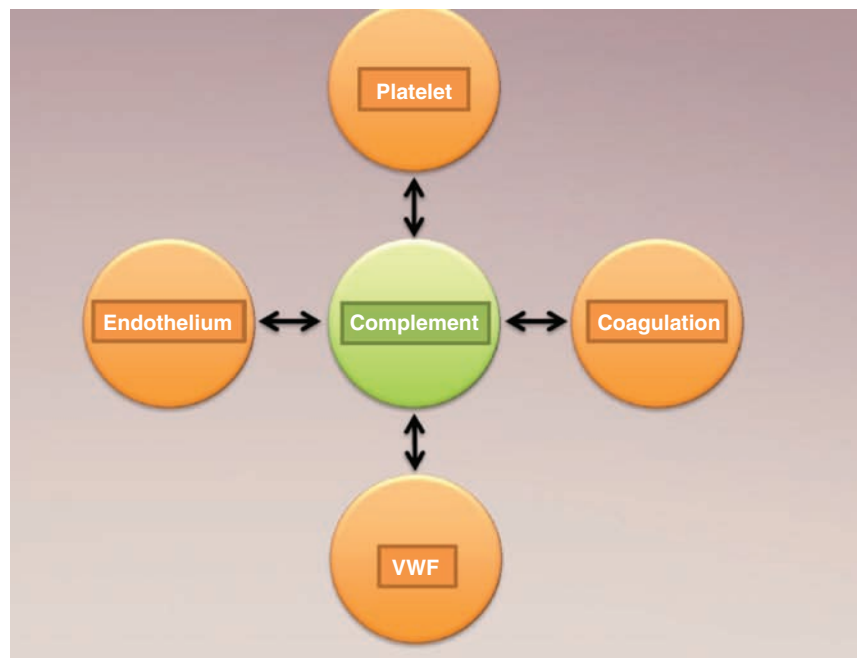 Platelet
Endothelium
Complement
Coagulation
VWF